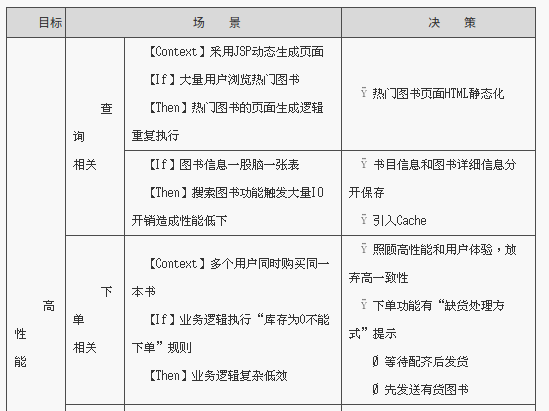 目标 场 景 决 策
查
询
相关
【Context】采用JSP动态生成页面
【If】大量用户浏览热门图书
【Then】热门图书的页面生成逻辑
重复执行
Ÿ 热门图书页面HTML静态化
【If】图书信息一股脑一张表
【Then】搜索图书功能触发大量IO
开销造成性能低下
Ÿ 书目信息和图书详细信息分
开保存
Ÿ 引入Cache
高
性
能
下
单
相关
【Context】多个用户同时购买同一
本书
【If】业务逻辑执行“库存为0不能
下单”规则
【Then】业务逻辑复杂低效
Ÿ 照顾高性能和用户体验，放
弃高一致性
Ÿ 下单功能有“缺货处理方
式”提示
Ø 等待配齐后发货
Ø 先发送有货图书